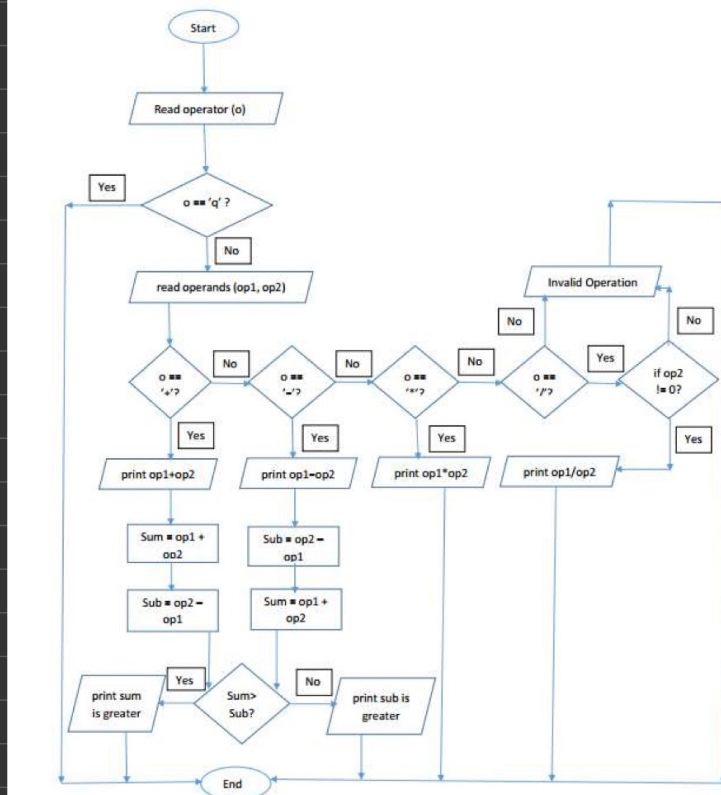 Start
Read operator (o)
Yes
o == 'q' ?
No
read operands (op1, op2)
Invalid Operation
No
No
o ==
'+'?
No
o ==
'-'?
No
o ==
'*'?
No
o ==
'/'?
Yes
if op2
!= 0?
Yes
Yes
Yes
Yes
print op1+op2
print op1-op2
print op1*op2
print op1/op2
Sum = op1 +
op2
Sub = op2 -
op1
Sub = op2 -
op1
Sum = op1 +
op2
Yes
No
print sum
is greater
Sum>
Sub?
print sub is
greater
End